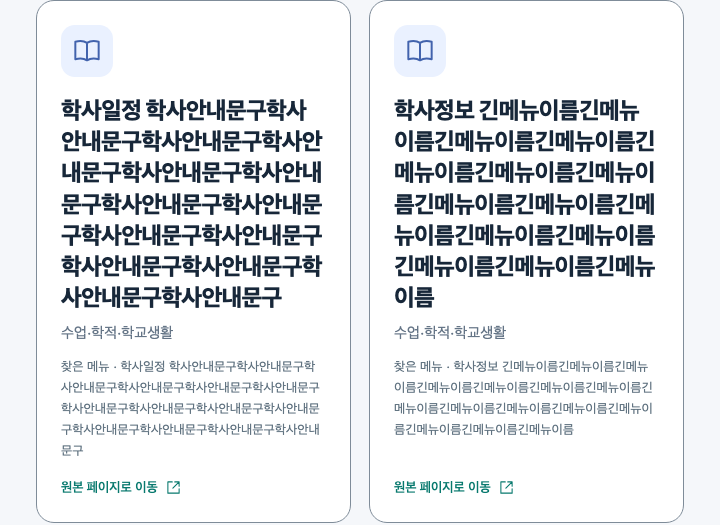 학사일정 학사안내문구학사
안내문구학사안내문구학사안
내문구학사안내문구학사안내
문구학사안내문구학사안내문
구학사안내문구학사안내문구
학사안내문구학사안내문구학
사안내문구학사안내문구
수업·학적·학교생활
찾은 메뉴 · 학사일정 학사안내문구학사안내문구학
사안내문구학사안내문구학사안내문구학사안내문구
학사안내문구학사안내문구학사안내문구학사안내문
구학사안내문구학사안내문구학사안내문구학사안내
문구
원본 페이지로 이동
학사정보 긴메뉴이름긴메뉴
이름긴메뉴이름긴메뉴이름긴
메뉴이름긴메뉴이름긴메뉴이
름긴메뉴이름긴메뉴이름긴메
뉴이름긴메뉴이름긴메뉴이름
긴메뉴이름긴메뉴이름긴메뉴
이름
수업·학적·학교생활
찾은 메뉴 · 학사정보 긴메뉴이름긴메뉴이름긴메뉴
이름긴메뉴이름긴메뉴이름긴메뉴이름긴메뉴이름긴
메뉴이름긴메뉴이름긴메뉴이름긴메뉴이름긴메뉴이
름긴메뉴이름긴메뉴이름긴메뉴이름
원본 페이지로 이동